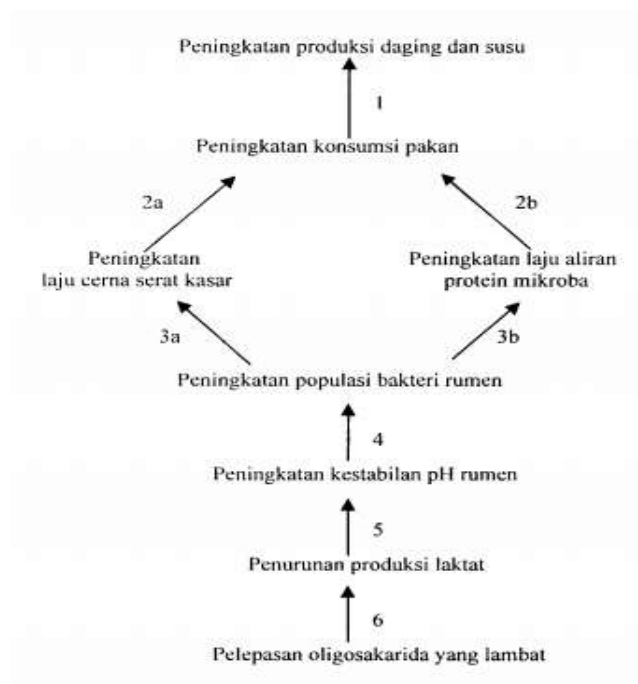 Peningkatan produksi daging dan susu
1
Peningkatan konsumsi pakan
2a
2b
Peningkatan
laju cerna serat kasar
Peningkatan laju aliran
protein mikroba
3a
3b
Peningkatan populasi bakteri rumen
4
Peningkatan kestabilan pH rumen
5
Penurunan produksi laktat
6
Pelepasan oligosakarida yang lambat